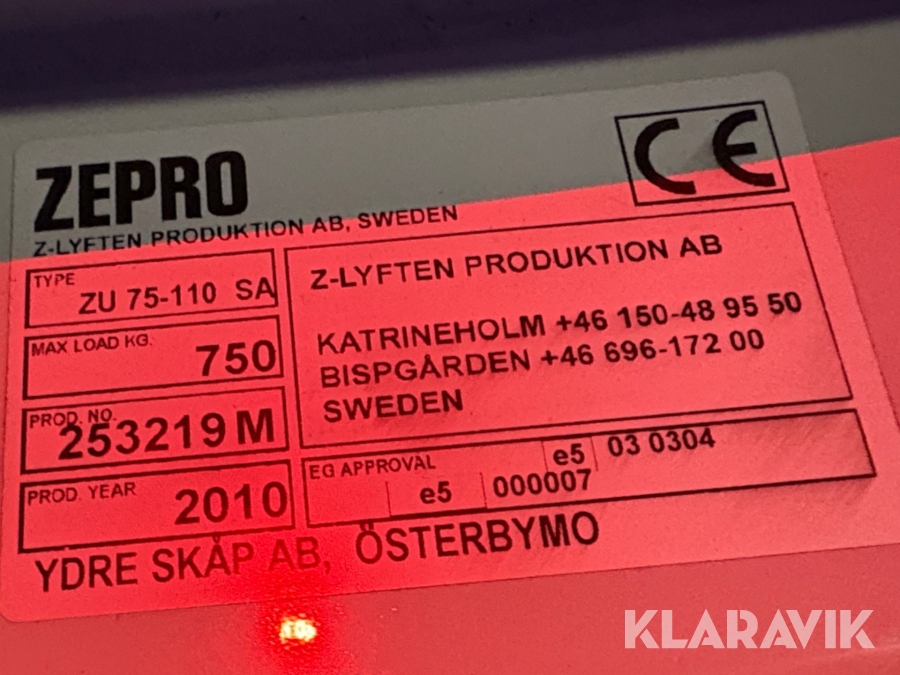 ZEPRO
CE
Z-LYFTEN PRODUKTION AB, SWEDEN
TYPE
ZU 75-110 SA
MAX LOAD KG.
750
PROD. NO.
253219 M
PROD. YEAR
2010
Z-LYFTEN PRODUKTION AB
KATRINEHOLM +46 150-48 95 50
BISPGÅRDEN +46 696-172 00
SWEDEN
EG APPROVAL
e5 03 0304
e5 000007
YDRE SKÅP AB, ÖSTERBYMO
KLARAVIK